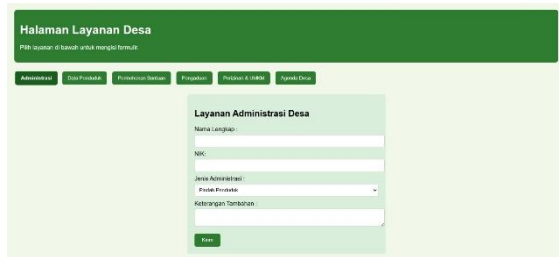 Halaman Layanan Desa
Pilih layanan di bawah untuk mengisi formulir.
Administrasi Data Penduduk Permohonan Bantuan Pengaduan Perizinan & UMKM Agenda Desa
Layanan Administrasi Desa
Nama Lengkap :
NIK:
Jenis Administrasi :
Pindah Penduduk
Keterangan Tambahan :
Kirim